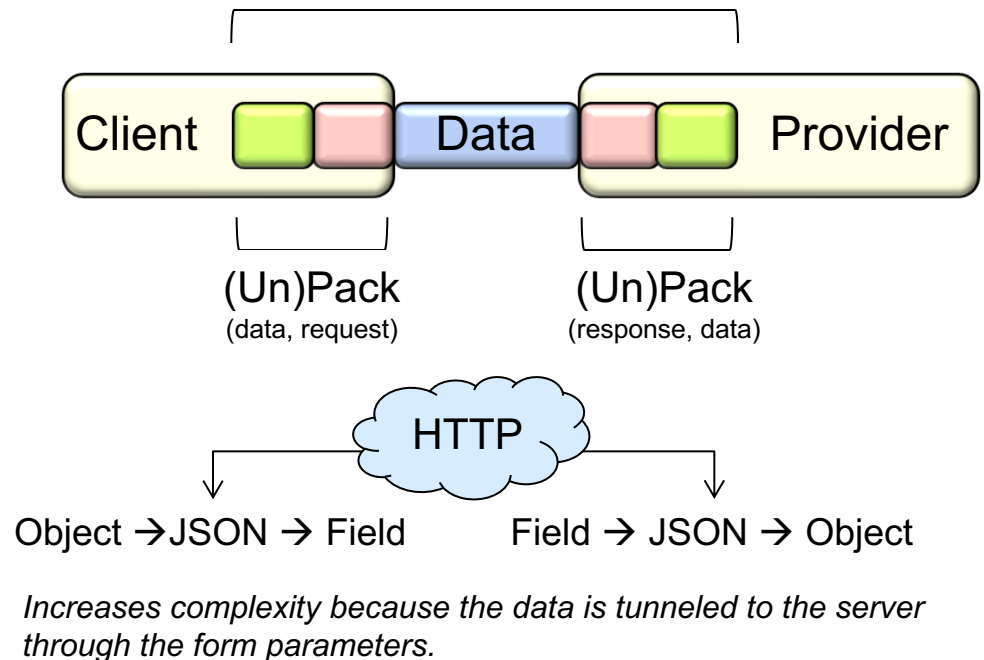 Client Data Provider
(Un)Pack (Un)Pack
(data, request) (response, data)
HTTP
Object →JSON → Field Field → JSON → Object
Increases complexity because the data is tunneled to the server
through the form parameters.